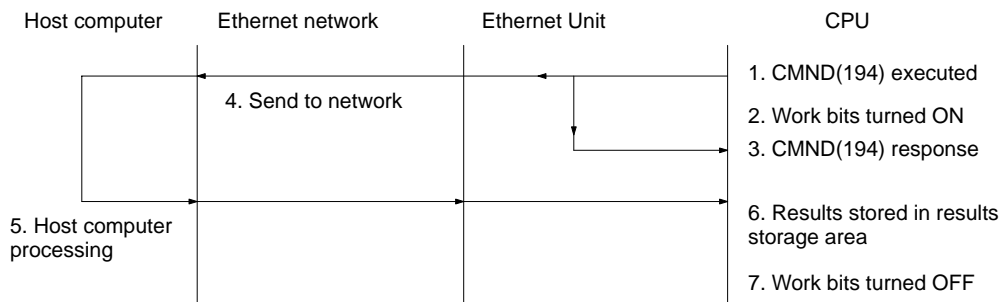 Host computer Ethernet network Ethernet Unit CPU
1. CMND(194) executed
4. Send to network
2. Work bits turned ON
3. CMND(194) response
5. Host computer
processing
6. Results stored in results
storage area
7. Work bits turned OFF